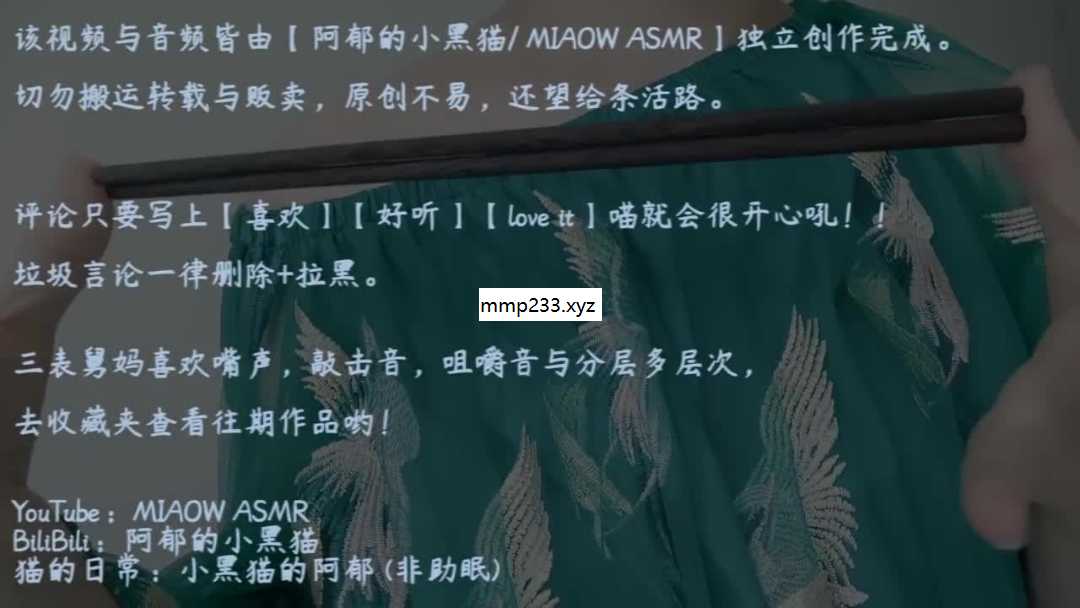 该视频与音频皆由【阿郁的小黑猫/ MIAOW ASMR】独立创作完成。
切勿搬运转载与贩卖，原创不易，还望给条活路。
评论只要写上【喜欢】【好听】【love it】喵就会很开心吼！！
垃圾言论一律删除+拉黑。
mmp233.xyz
三表舅妈喜欢嘴声，敲击音，咀嚼音与分层多层次，
去收藏夹查看往期作品哟！
YouTube：MIAOW ASMR
BiliBili：阿郁的小黑猫
猫的日常：小黑猫的阿郁(非助眠)